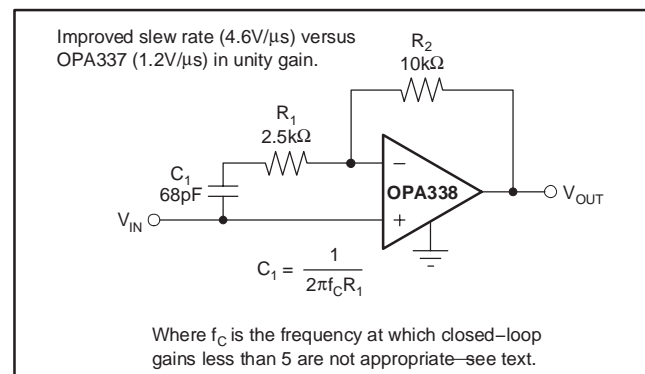 Improved slew rate (4.6V/μs) versus
OPA337 (1.2V/μs) in unity gain.
R2
10kΩ
R1
2.5kΩ
C1
68pF
−
OPA338
+
VIN
VOUT
C1 = 1 / 2πfCR1
Where fC is the frequency at which closed−loop
gains less than 5 are not appropriate—see text.